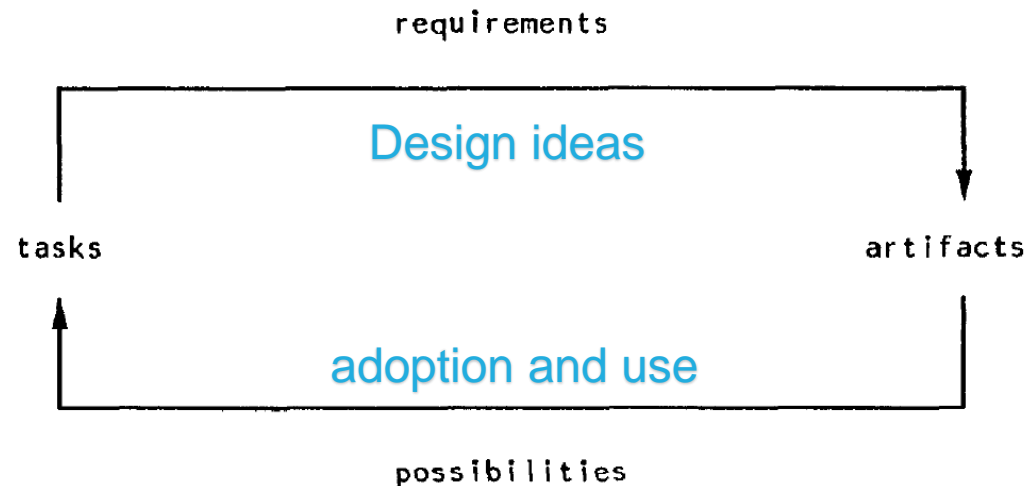 requirements
Design ideas
tasks
artifacts
adoption and use
possibilities